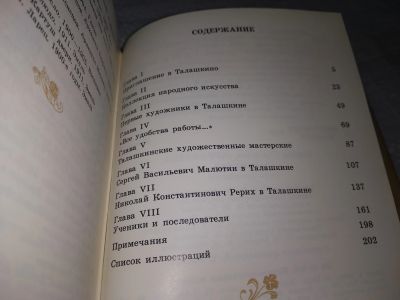 СОДЕРЖАНИЕ
Глава I
Приглашение в Талашкино 5
Глава II
Коллекция народного искусства 23
Глава III
Первые художники в Талашкине 49
Глава IV
«Все удобства работы...» 69
Глава V
Талашкинские художественные мастерские 87
Глава VI
Сергей Васильевич Малютин в Талашкине 107
Глава VII
Николай Константинович Рерих в Талашкине 137
Глава VIII
Ученики и последователи 161
Примечания 198
Список иллюстраций 202